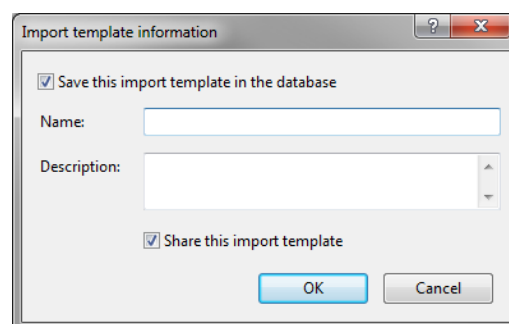 Import template information
Save this import template in the database
Name:
Description:
Share this import template
OK Cancel